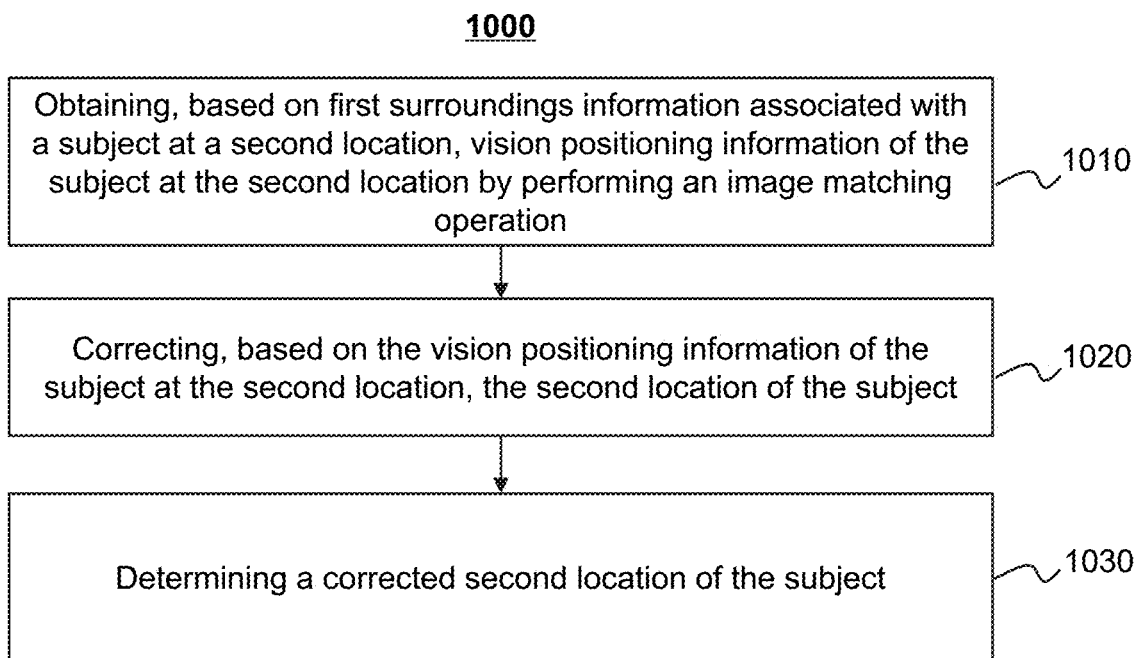 1000
Obtaining, based on first surroundings information associated with
a subject at a second location, vision positioning information of the
subject at the second location by performing an image matching
operation
1010
Correcting, based on the vision positioning information of the
subject at the second location, the second location of the subject
1020
Determining a corrected second location of the subject
1030